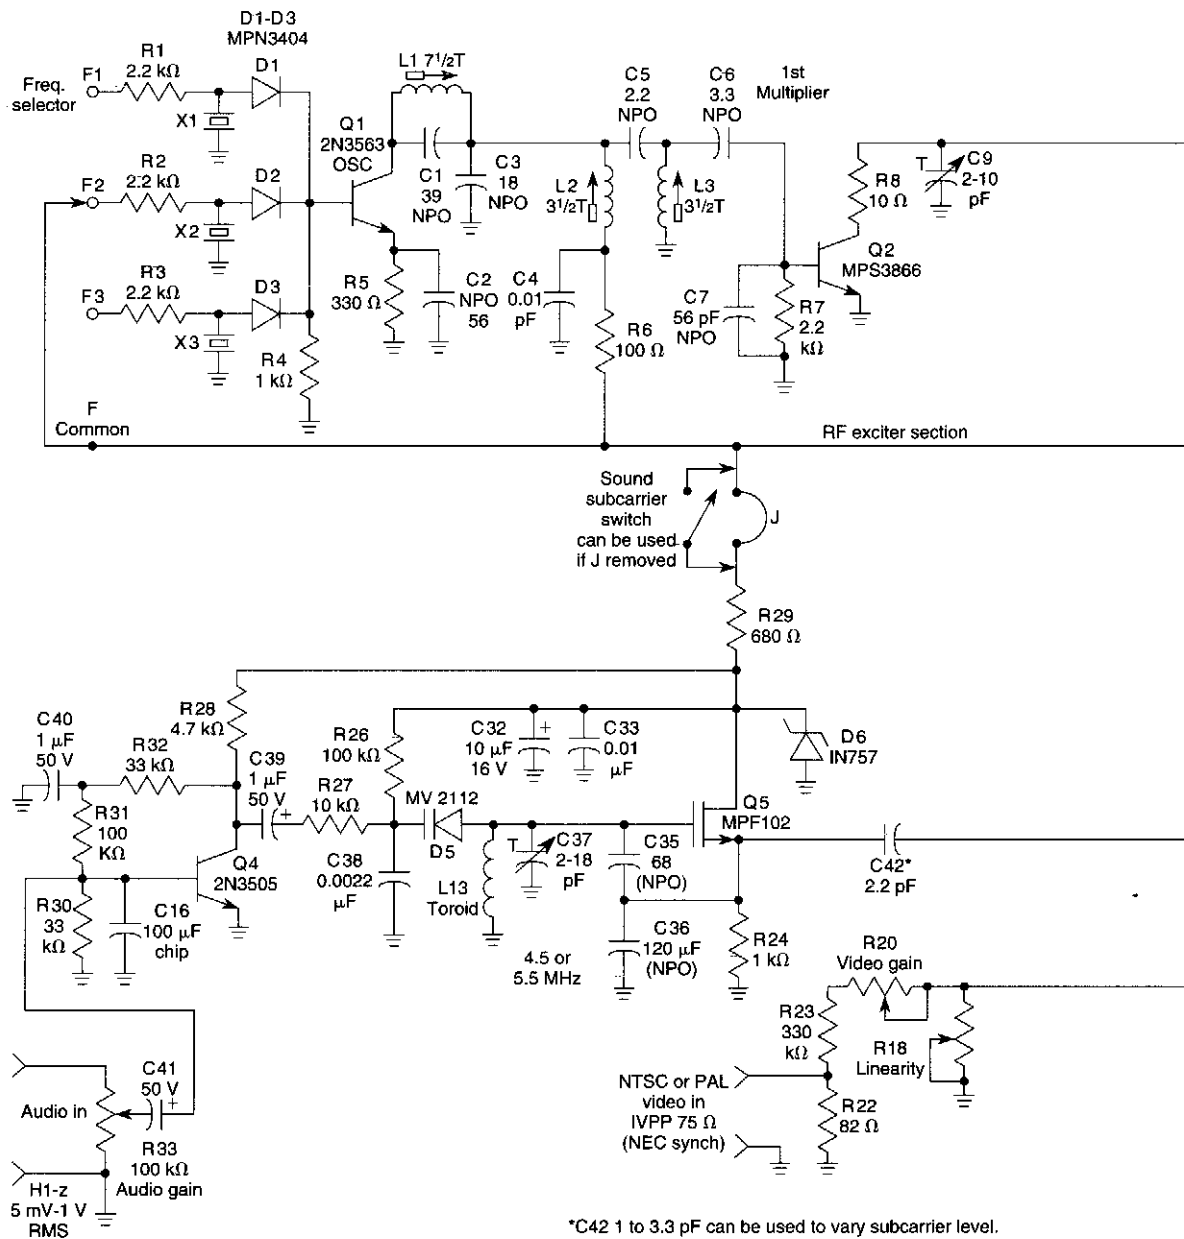 D1-D3
MPN3404
Freq.
selector
F1
R1
2.2 kΩ
D1
X1
L1 7½T
Q1
2N3563
OSC
C1
39
NPO
C3
18
NPO
C5
2.2
NPO
C6
3.3
NPO
1st
Multiplier
F2
R2
2.2 kΩ
D2
X2
L2
3½T
L3
3½T
R8
10 Ω
T
C9
2-10
pF
Q2
MPS3866
F3
R3
2.2 kΩ
D3
X3
R4
1 kΩ
R5
330 Ω
C2
NPO
56
C4
0.01
pF
R6
100 Ω
C7
56 pF
NPO
R7
2.2
kΩ
F
Common
RF exciter section
Sound
subcarrier
switch
can be used
if J removed
J
R29
680 Ω
C40
1 μF
50 V
R32
33 kΩ
R28
4.7 kΩ
C39
1 μF
50 V
+
R26
100 kΩ
R27
10 kΩ
C32
10 μF
16 V
+
C33
0.01
μF
D6
IN757
R31
100
KΩ
Q4
2N3505
MV 2112
D5
C38
0.0022
μF
L13
Toroid
T
C37
2-18
pF
C35
68
(NPO)
Q5
MPF102
C42*
2.2 pF
R30
33
kΩ
C16
100 μF
chip
4.5 or
5.5 MHz
C36
120 μF
(NPO)
R24
1 kΩ
R20
Video gain
R23
330
kΩ
R18
Linearity
Audio in
C41
50 V
+
R33
100 kΩ
Audio gain
H1-z
5 mV-1 V
RMS
NTSC or PAL
video in
IVPP 75 Ω
(NEC synch)
R22
82 Ω
*C42 1 to 3.3 pF can be used to vary subcarrier level.